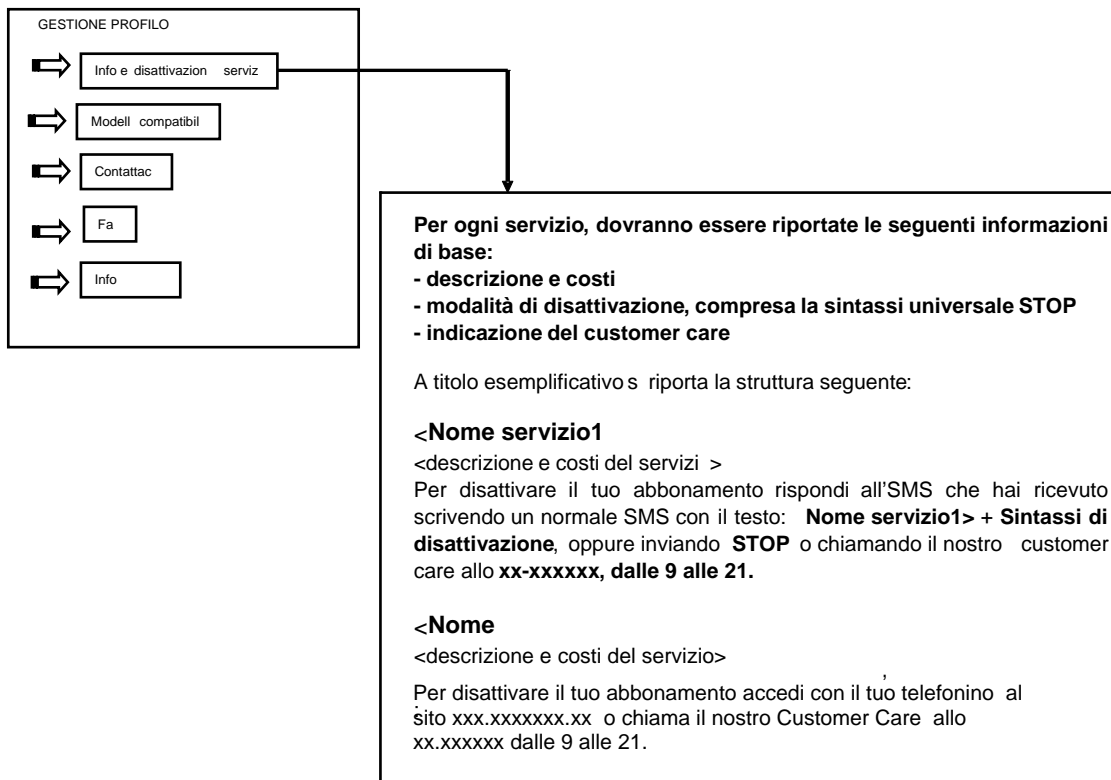 GESTIONE PROFILO
Info e disattivazion serviz
Modell compatibil
Contattac
Fa
Info
Per ogni servizio, dovranno essere riportate le seguenti informazioni
di base:
- descrizione e costi
- modalità di disattivazione, compresa la sintassi universale STOP
- indicazione del customer care
A titolo esemplificativo s riporta la struttura seguente:
<Nome servizio1
<descrizione e costi del servizi >
Per disattivare il tuo abbonamento rispondi all'SMS che hai ricevuto
scrivendo un normale SMS con il testo: Nome servizio1> + Sintassi di
disattivazione, oppure inviando STOP o chiamando il nostro customer
care allo xx-xxxxxx, dalle 9 alle 21.
<Nome
<descrizione e costi del servizio>
,
Per disattivare il tuo abbonamento accedi con il tuo telefonino al
.
sito xxx.xxxxxxx.xx o chiama il nostro Customer Care allo
xx.xxxxxx dalle 9 alle 21.